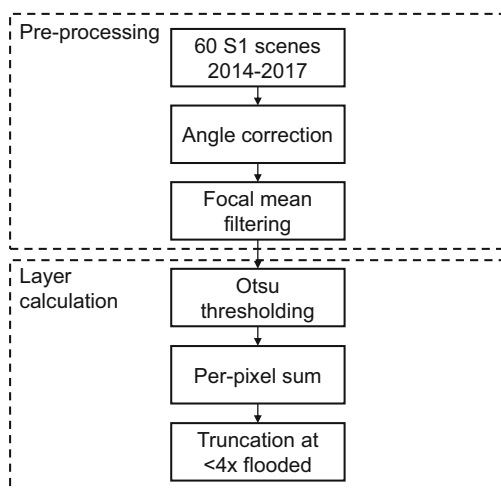 Pre-processing
60 S1 scenes
2014-2017
Angle correction
Focal mean
filtering
Layer
calculation
Otsu
thresholding
Per-pixel sum
Truncation at
<4x flooded